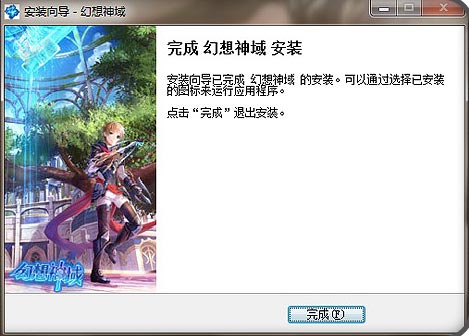 安装向导 - 幻想神域
完成 幻想神域 安装
安装向导已完成 幻想神域 的安装。可以通过选择已安装
的图标来运行应用程序。
点击“完成”退出安装。
幻想神域
完成(F)